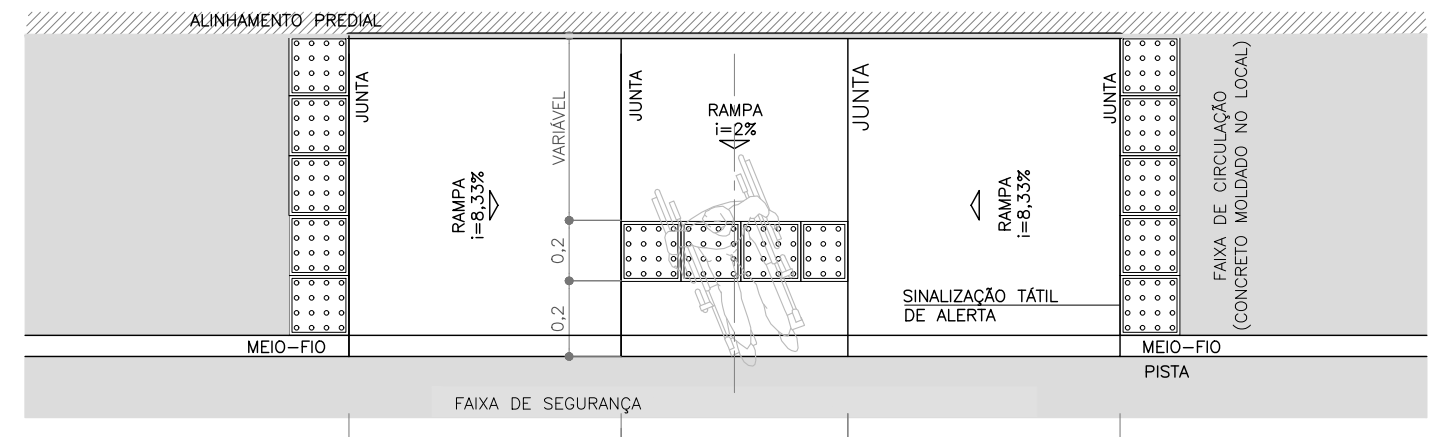 ALINHAMENTO PREDIAL
JUNTA
RAMPA
i=8,33%
VARIÁVEL
0,2
0,2
JUNTA
RAMPA
i=2%
JUNTA
RAMPA
i=8,33%
JUNTA
SINALIZAÇÃO TÁTIL
DE ALERTA
FAIXA DE CIRCULAÇÃO
(CONCRETO MOLDADO NO LOCAL)
MEIO-FIO
MEIO-FIO
PISTA
FAIXA DE SEGURANÇA